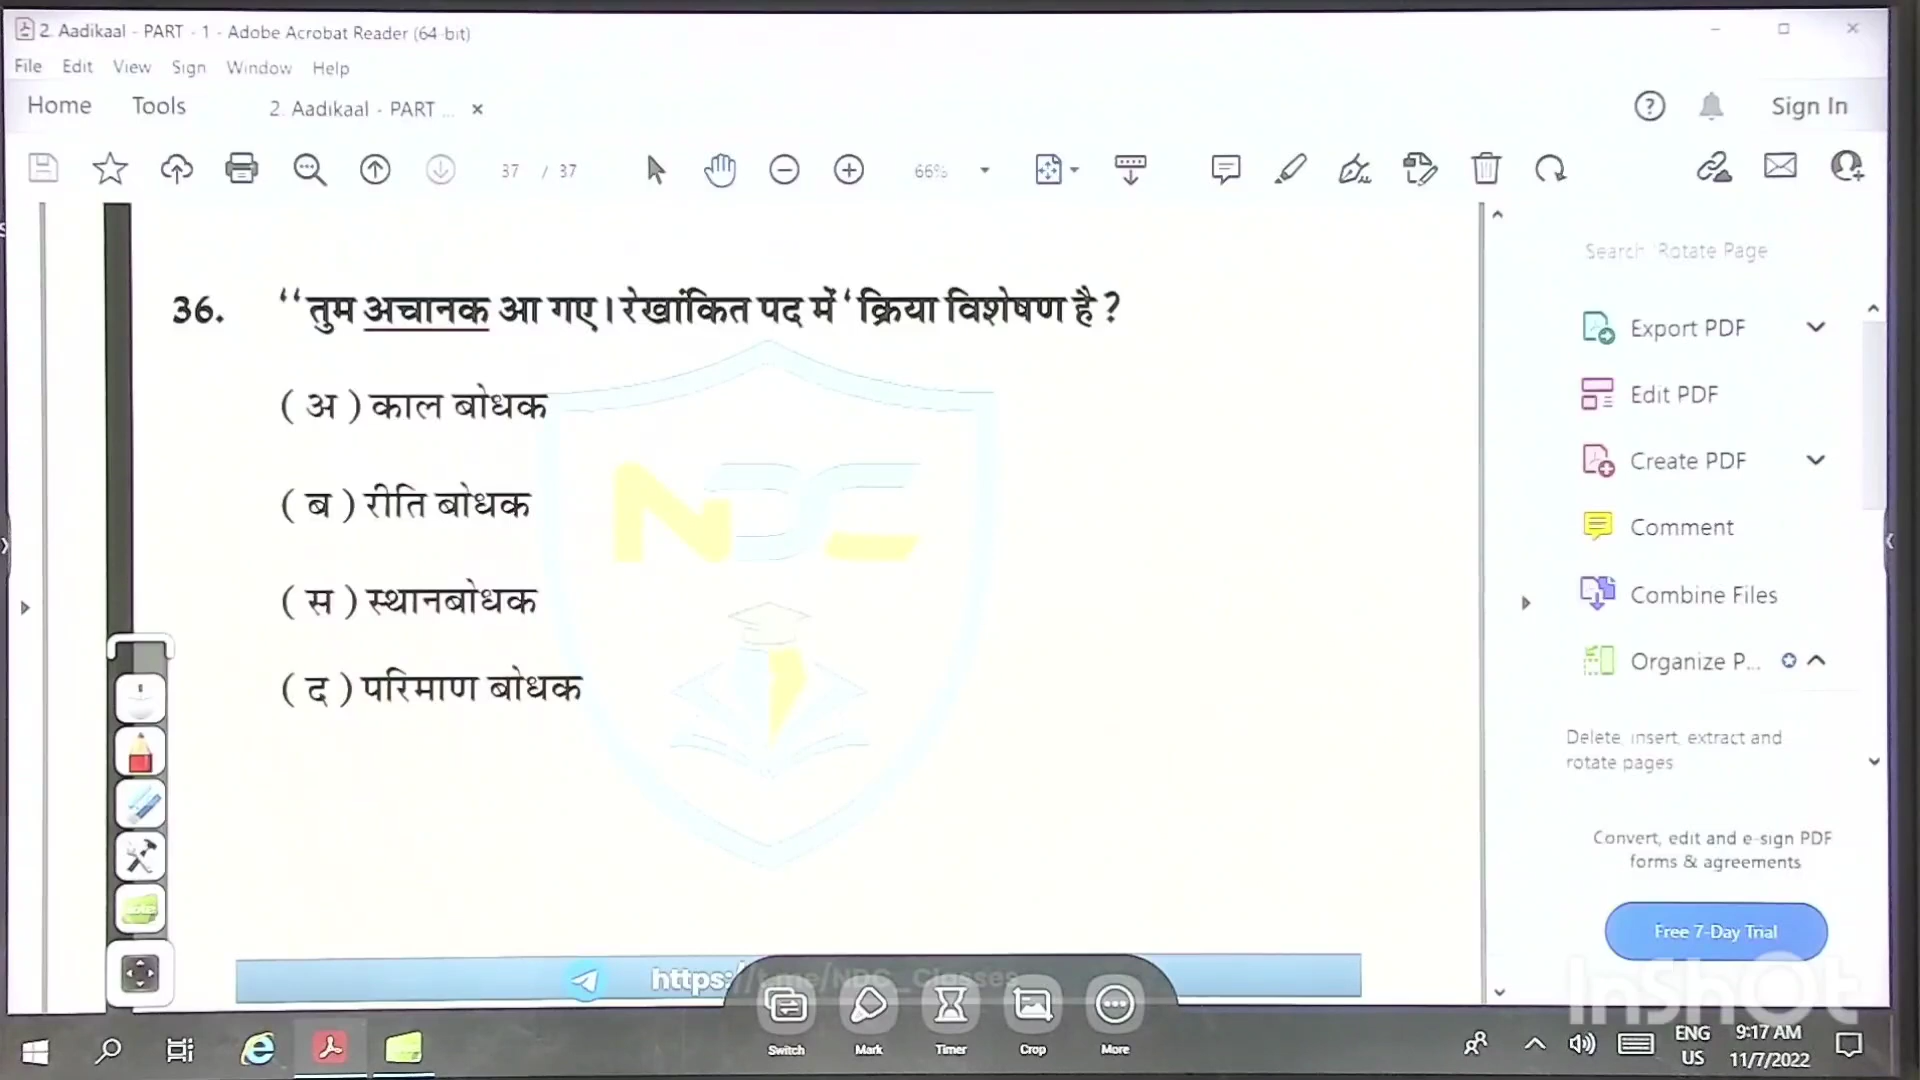 2. Aadikaal - PART - 1 - Adobe Acrobat Reader (64-bit)
File Edit View Sign Window Help
Home Tools 2. Aadikaal - PART ... × Sign In
37 / 37 66%
36. “तुम अचानक आ गए। रेखांकित पद में ‘क्रिया विशेषण है ?
( अ ) काल बोधक
( ब ) रीति बोधक
( स ) स्थानबोधक
( द ) परिमाण बोधक
NDC
Search 'Rotate Page
Export PDF
Edit PDF
Create PDF
Comment
Combine Files
Organize P...
Delete, insert, extract and
rotate pages
Convert, edit and e-sign PDF
forms & agreements
Free 7-Day Trial
InShOt
https://t.me/NDC_Classes
Switch Mark Timer Crop More
ENG
US
9:17 AM
11/7/2022